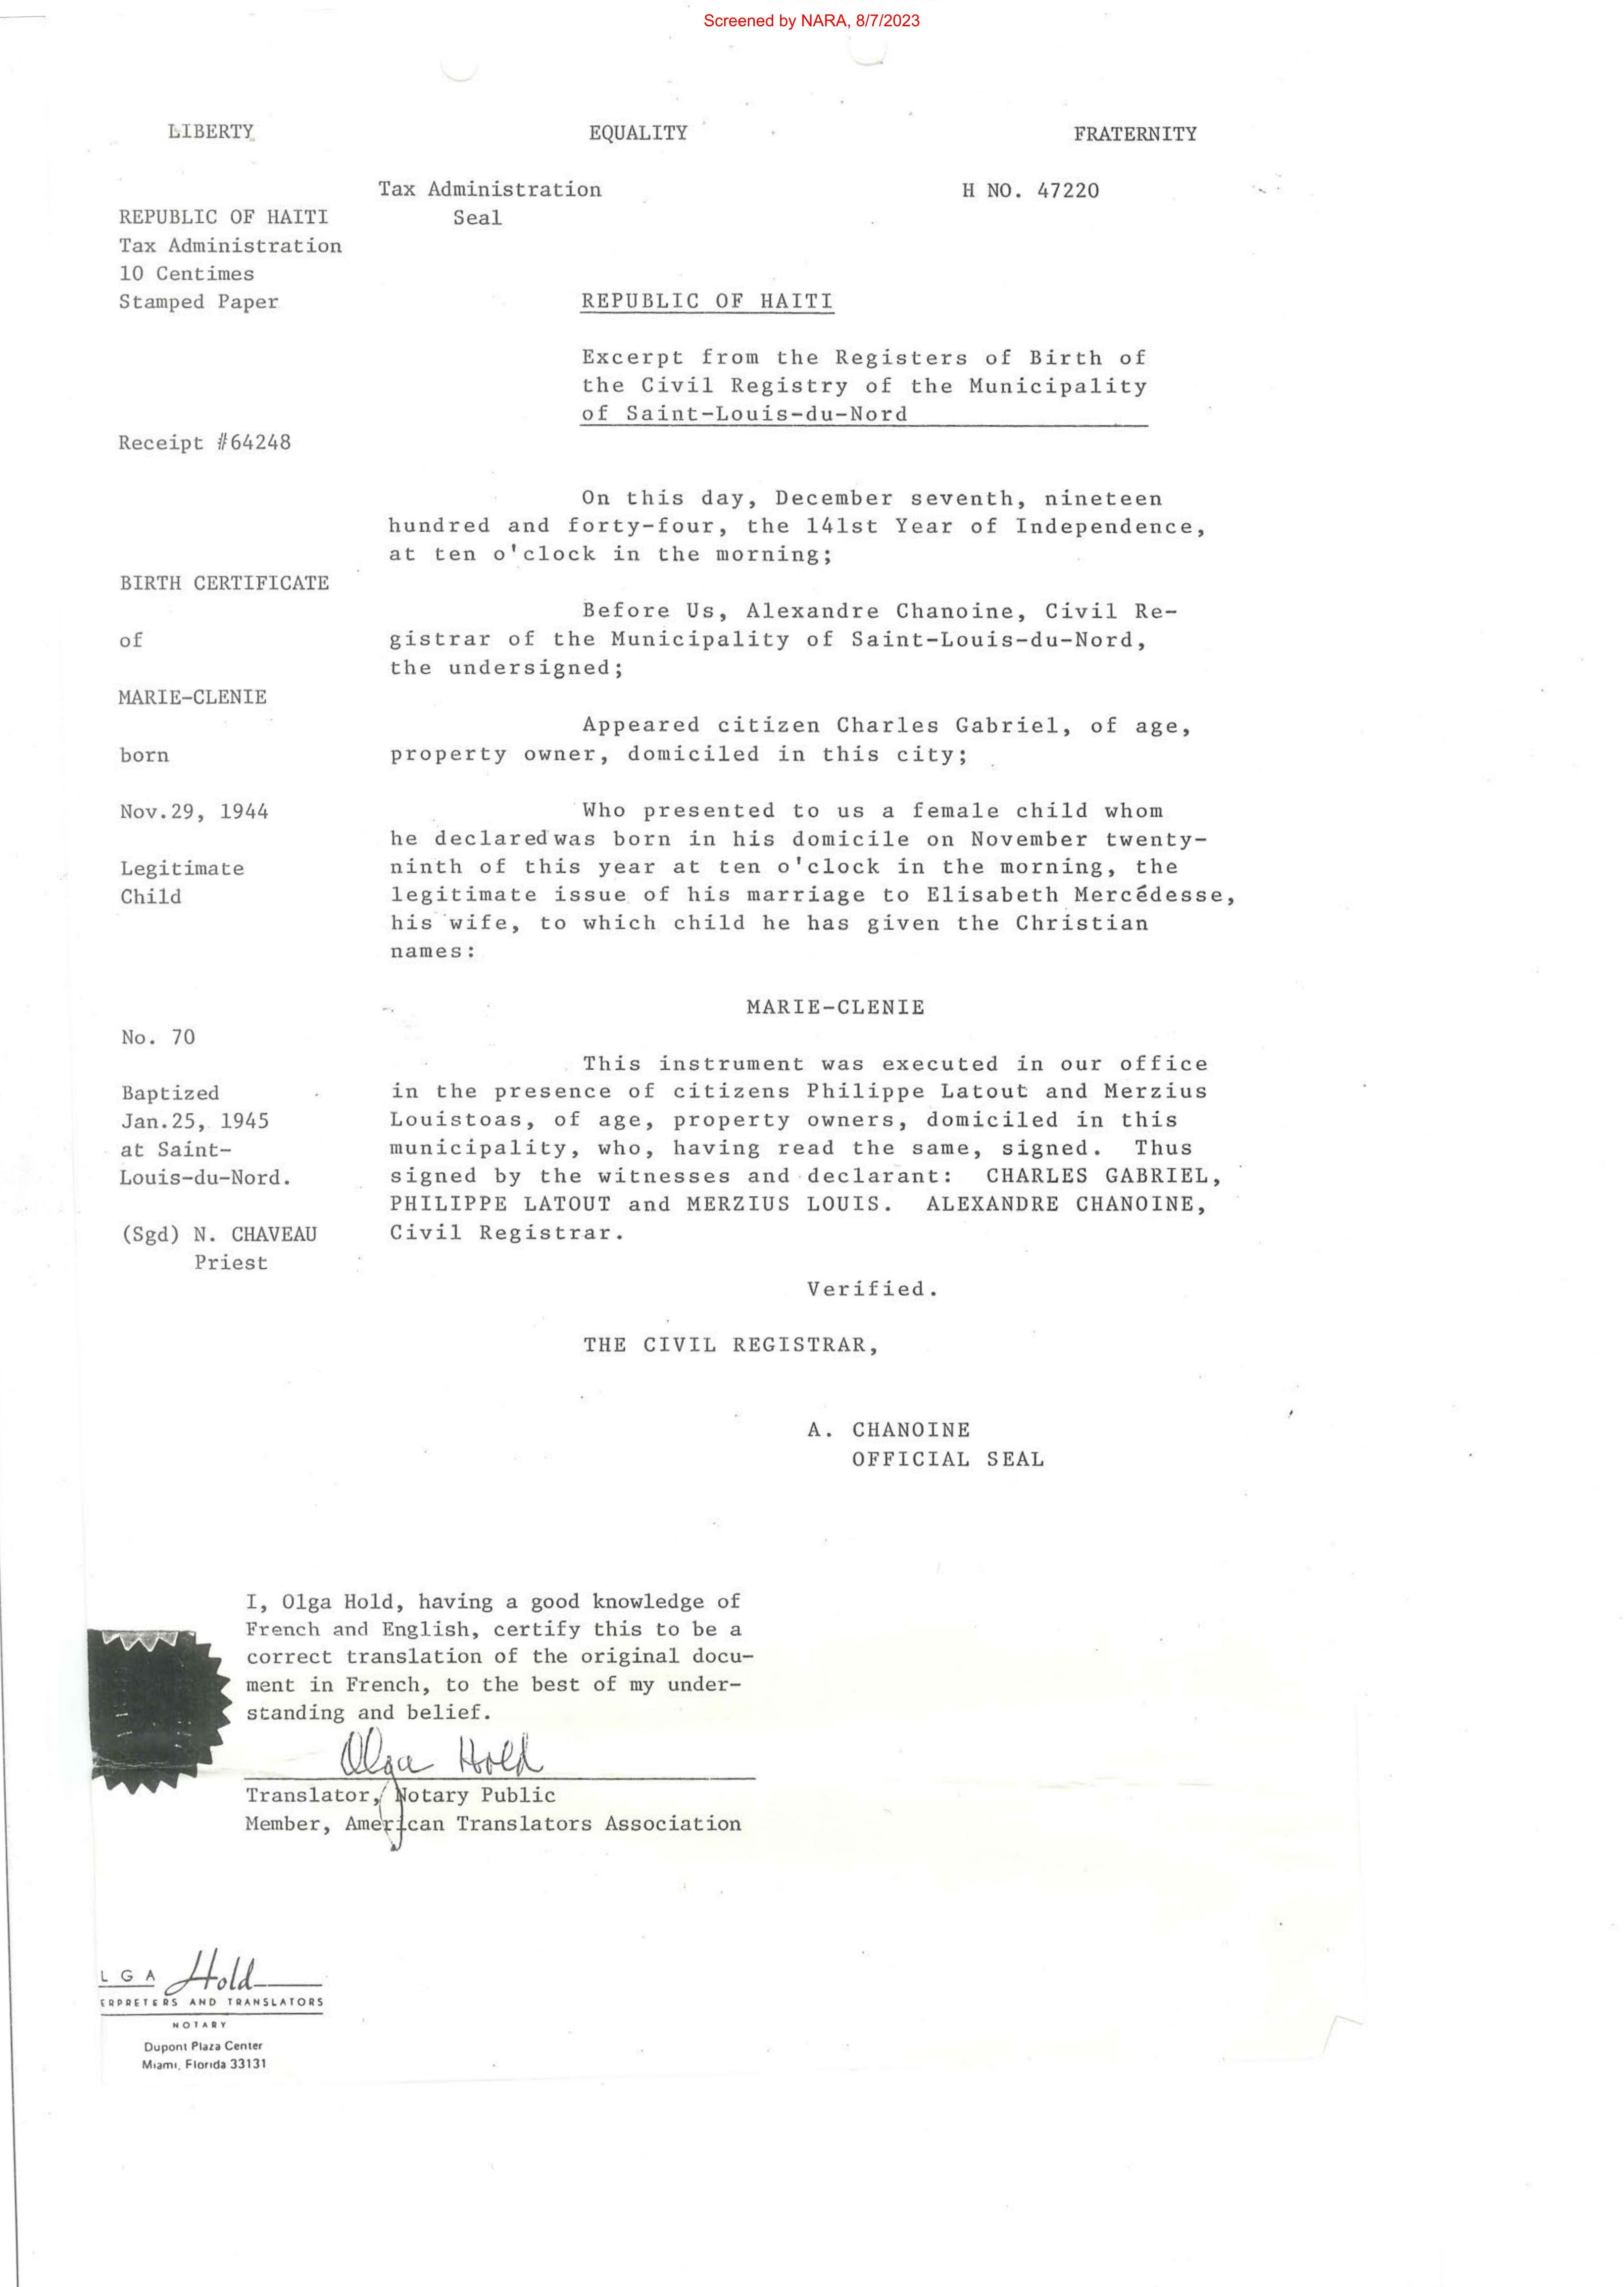 Screened by NARA, 8/7/2023
LIBERTY EQUALITY FRATERNITY
Tax Administration H NO. 47220
REPUBLIC OF HAITI Seal
Tax Administration
10 Centimes
Stamped Paper REPUBLIC OF HAITI
Excerpt from the Registers of Birth of
the Civil Registry of the Municipality
of Saint-Louis-du-Nord
Receipt #64248
On this day, December seventh, nineteen
hundred and forty-four, the 141st Year of Independence,
at ten o'clock in the morning;
BIRTH CERTIFICATE
Before Us, Alexandre Chanoine, Civil Re-
of gistrar of the Municipality of Saint-Louis-du-Nord,
the undersigned;
MARIE-CLENIE
Appeared citizen Charles Gabriel, of age,
born property owner, domiciled in this city;
Nov.29, 1944 Who presented to us a female child whom
he declared was born in his domicile on November twenty-
Legitimate ninth of this year at ten o'clock in the morning, the
Child legitimate issue of his marriage to Elisabeth Mercédesse,
his wife, to which child he has given the Christian
names:
MARIE-CLENIE
No. 70
This instrument was executed in our office
Baptized in the presence of citizens Philippe Latout and Merzius
Jan.25, 1945 Louistoas, of age, property owners, domiciled in this
at Saint- municipality, who, having read the same, signed. Thus
Louis-du-Nord. signed by the witnesses and declarant: CHARLES GABRIEL,
PHILIPPE LATOUT and MERZIUS LOUIS. ALEXANDRE CHANOINE,
(Sgd) N. CHAVEAU Civil Registrar.
Priest
Verified.
THE CIVIL REGISTRAR,
A. CHANOINE
OFFICIAL SEAL
I, Olga Hold, having a good knowledge of
French and English, certify this to be a
correct translation of the original docu-
ment in French, to the best of my under-
standing and belief.
Olga Hold
Translator, Notary Public
Member, American Translators Association
LGA Hold
ERPRETERS AND TRANSLATORS
NOTARY
Dupont Plaza Center
Miami, Florida 33131